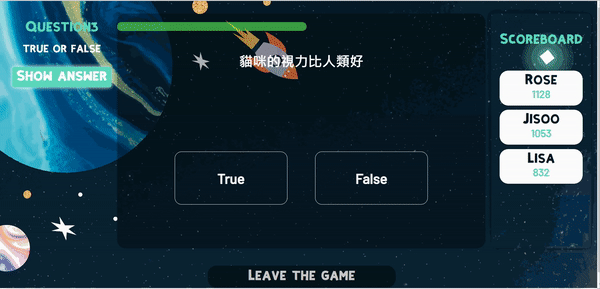 QUESTION3
TRUE OR FALSE
SHOW ANSWER
貓咪的視力比人類好
True
False
SCOREBOARD
ROSE
1128
JISOO
1053
LISA
832
LEAVE THE GAME